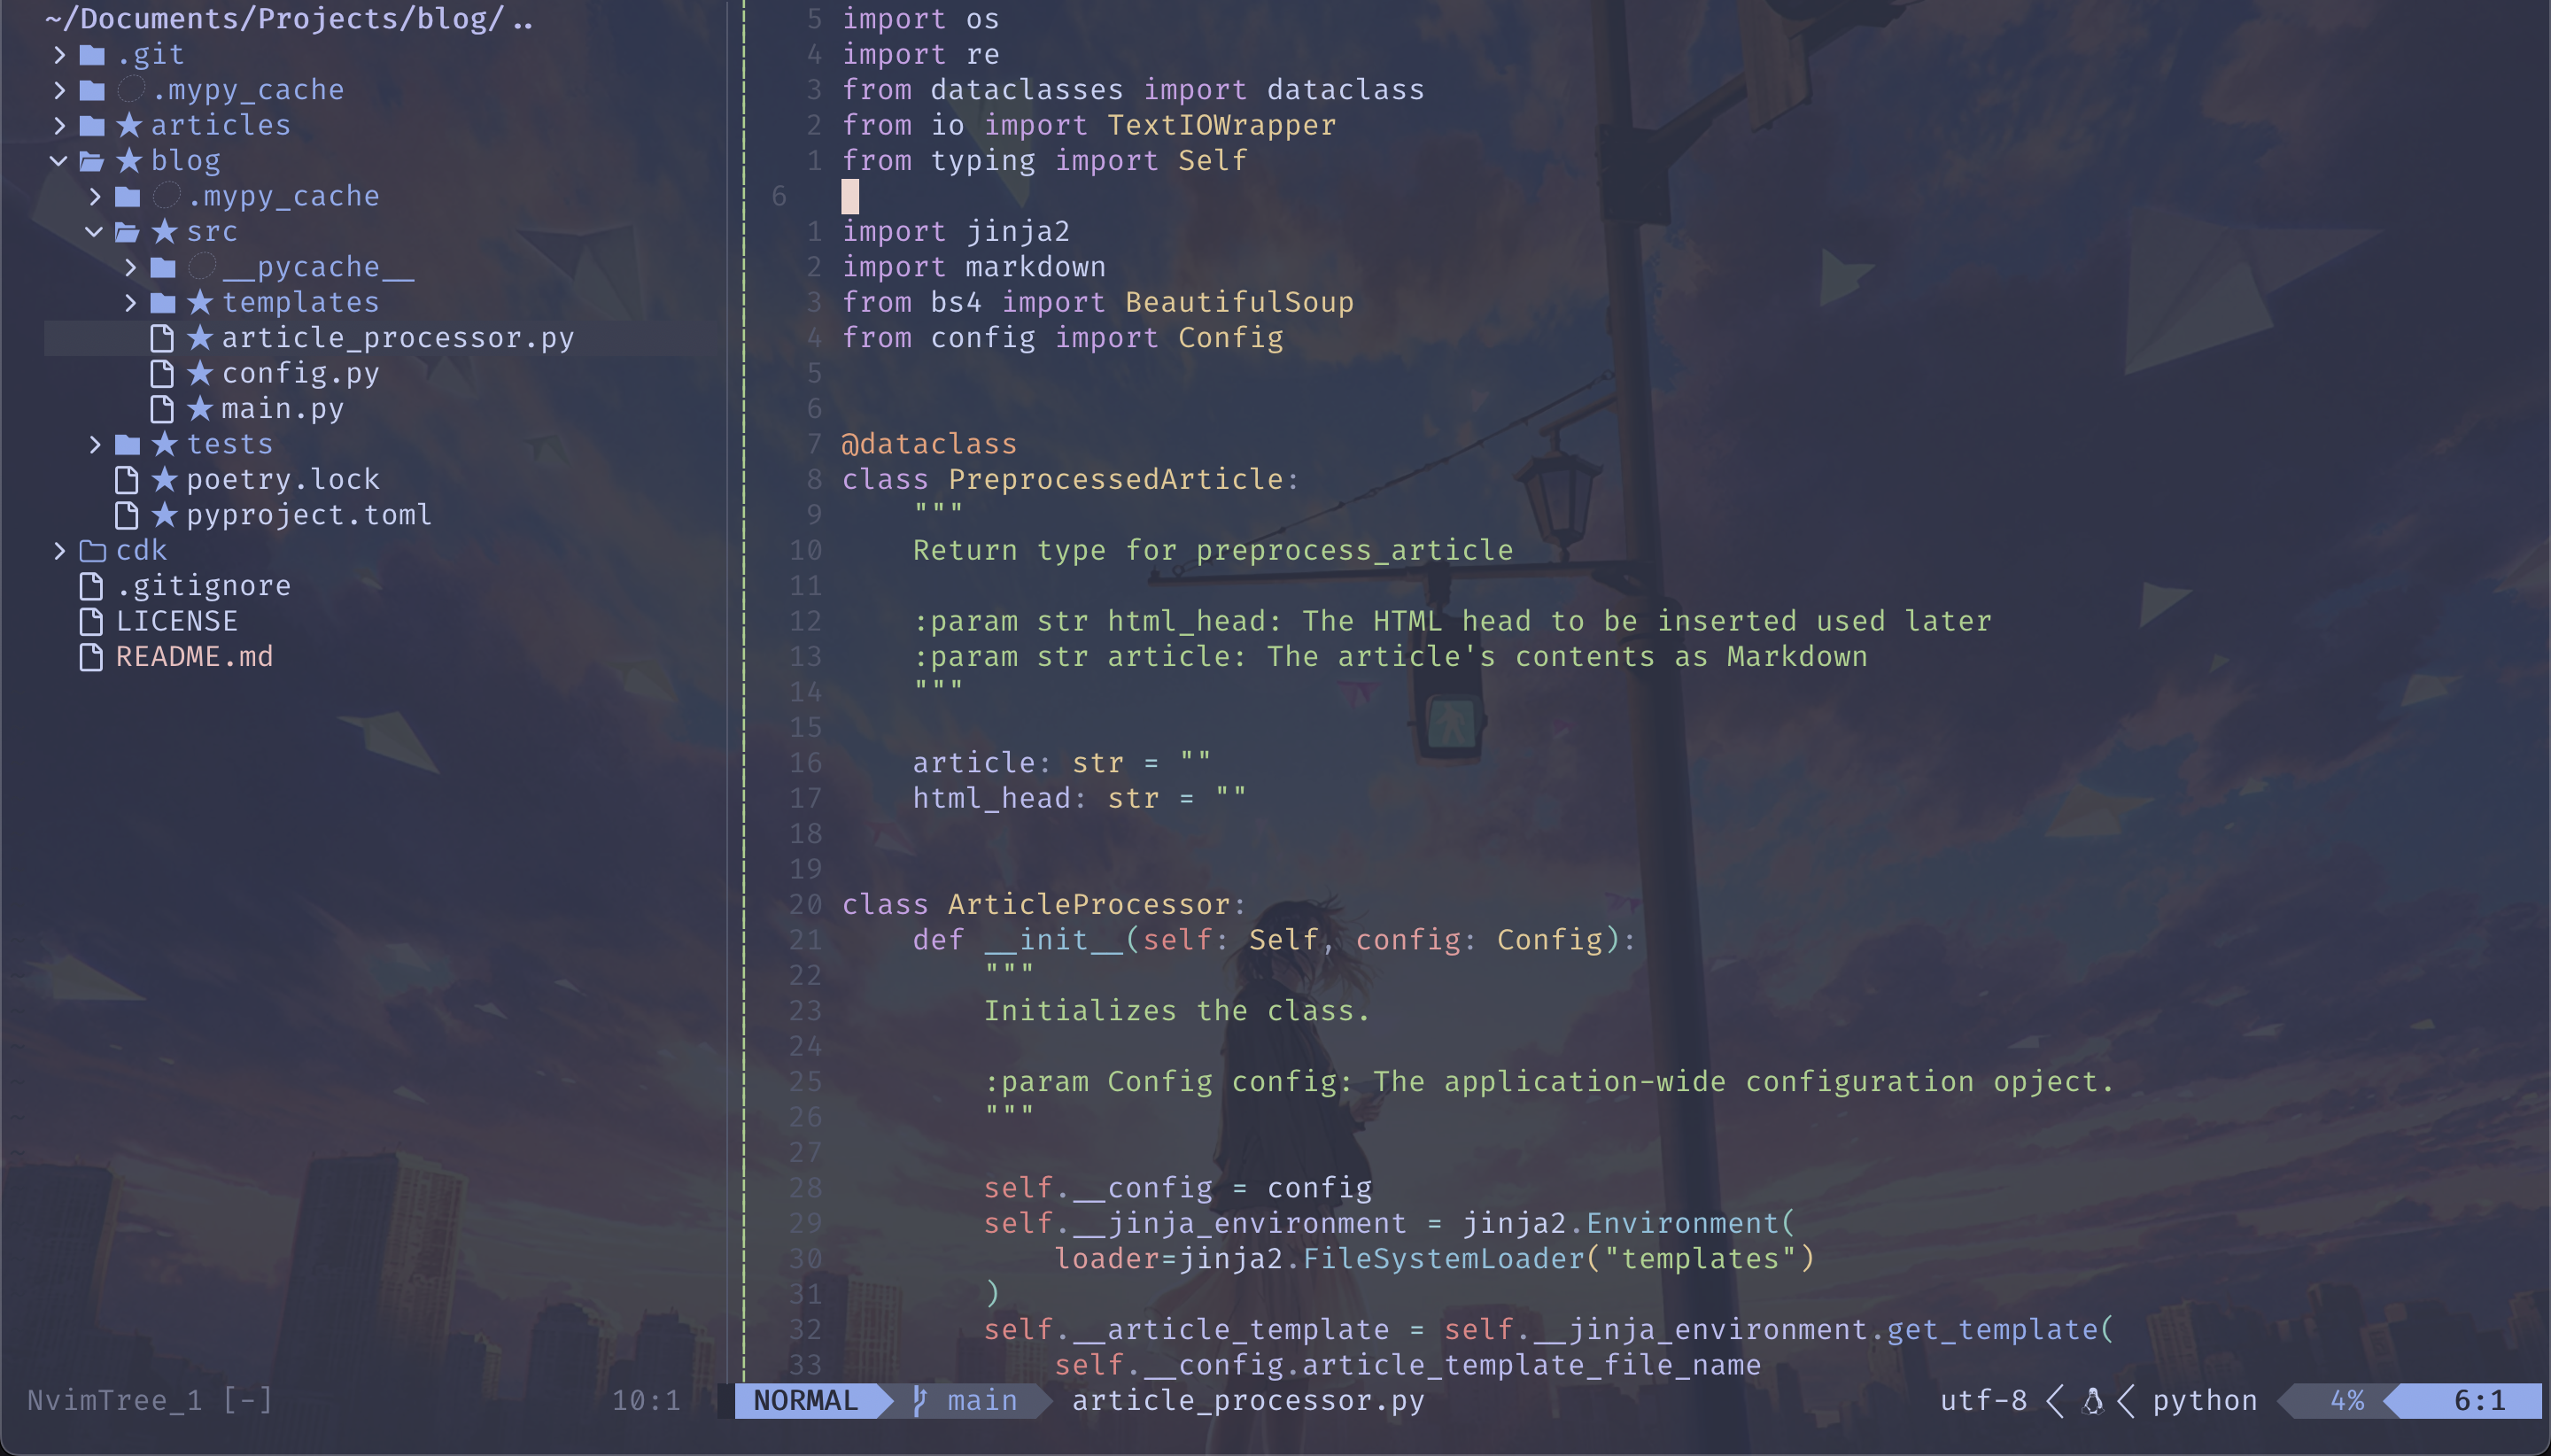 ~/Documents/Projects/blog/..
.git
.mypy_cache
★ articles
★ blog
.mypy_cache
★ src
__pycache__
★ templates
★ article_processor.py
★ config.py
★ main.py
★ tests
★ poetry.lock
★ pyproject.toml
cdk
.gitignore
LICENSE
README.md
NvimTree_1 [-] 10:1
5 import os
4 import re
3 from dataclasses import dataclass
2 from io import TextIOWrapper
1 from typing import Self
6
1 import jinja2
2 import markdown
3 from bs4 import BeautifulSoup
4 from config import Config
5
6
7 @dataclass
8 class PreprocessedArticle:
9     """
10     Return type for preprocess_article
11
12     :param str html_head: The HTML head to be inserted used later
13     :param str article: The article's contents as Markdown
14     """
15
16     article: str = ""
17     html_head: str = ""
18
19
20 class ArticleProcessor:
21     def __init__(self: Self, config: Config):
22         """
23         Initializes the class.
24
25         :param Config config: The application-wide configuration opject.
26         """
27
28         self.__config = config
29         self.__jinja_environment = jinja2.Environment(
30             loader=jinja2.FileSystemLoader("templates")
31         )
32         self.__article_template = self.__jinja_environment.get_template(
33             self.__config.article_template_file_name
NORMAL main article_processor.py utf-8 < < python 4% 6:1